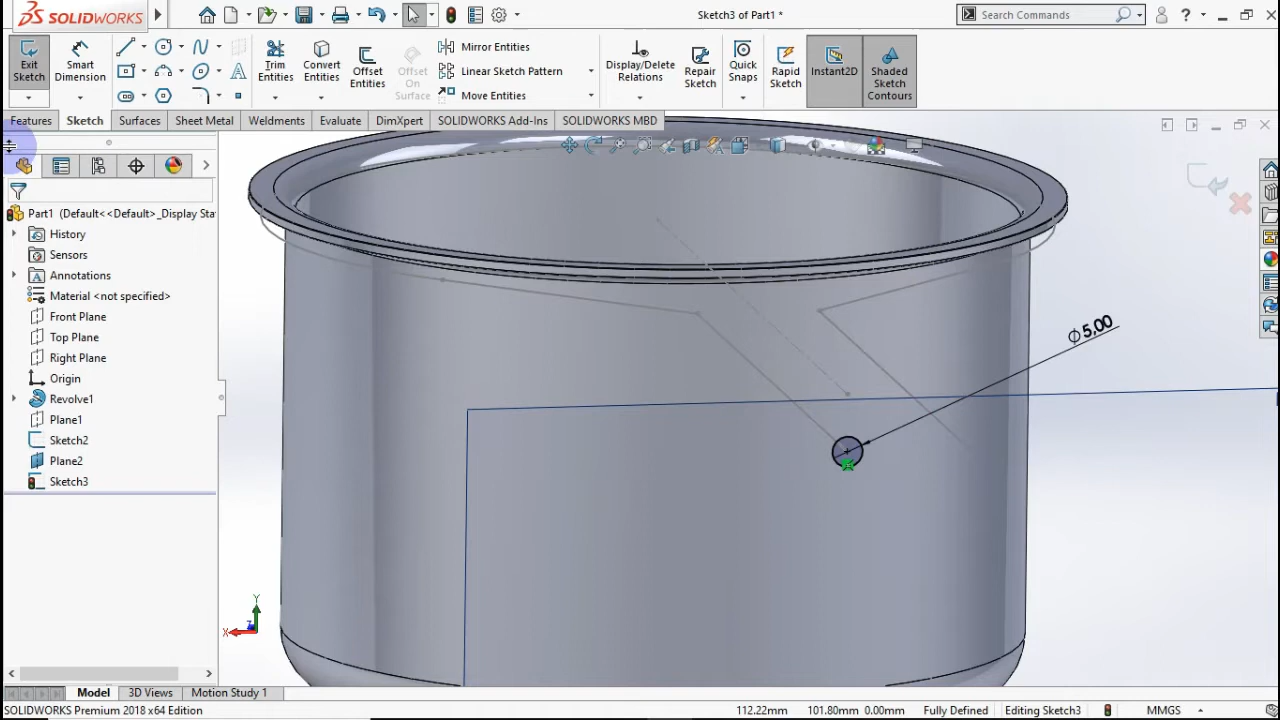 SOLIDWORKS
Sketch3 of Part1 *
Search Commands
Exit Sketch
Smart Dimension
Trim Entities
Convert Entities
Offset Entities
Offset On Surface
Mirror Entities
Linear Sketch Pattern
Move Entities
Display/Delete Relations
Repair Sketch
Quick Snaps
Rapid Sketch
Instant2D
Shaded Sketch Contours
Features
Sketch
Surfaces
Sheet Metal
Weldments
Evaluate
DimXpert
SOLIDWORKS Add-Ins
SOLIDWORKS MBD
Part1 (Default<<Default>_Display Sta
History
Sensors
Annotations
Material <not specified>
Front Plane
Top Plane
Right Plane
Origin
Revolve1
Plane1
Sketch2
Plane2
Sketch3
∅5,00
Y
X
Z
Model
3D Views
Motion Study 1
SOLIDWORKS Premium 2018 x64 Edition
112.22mm
101.80mm 0.00mm
Fully Defined
Editing Sketch3
MMGS